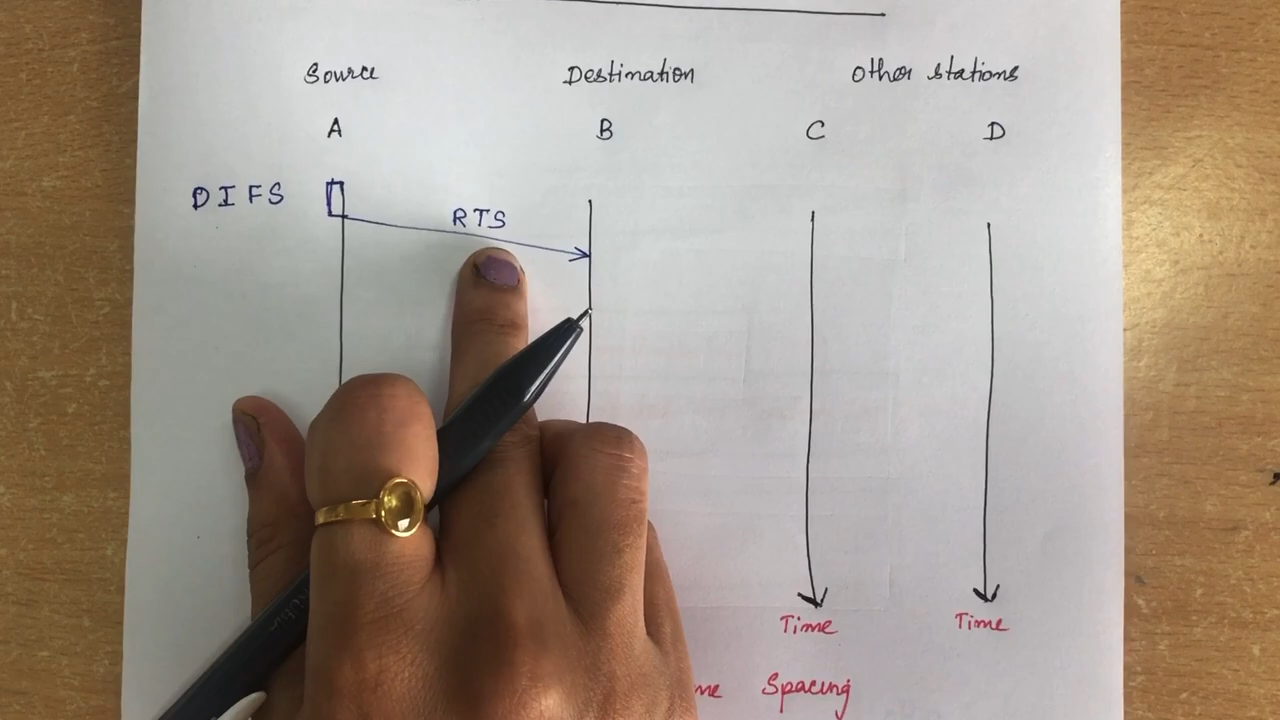 Source Destination Other stations
A B C D
DIFS
RTS
Time Time
Spacing